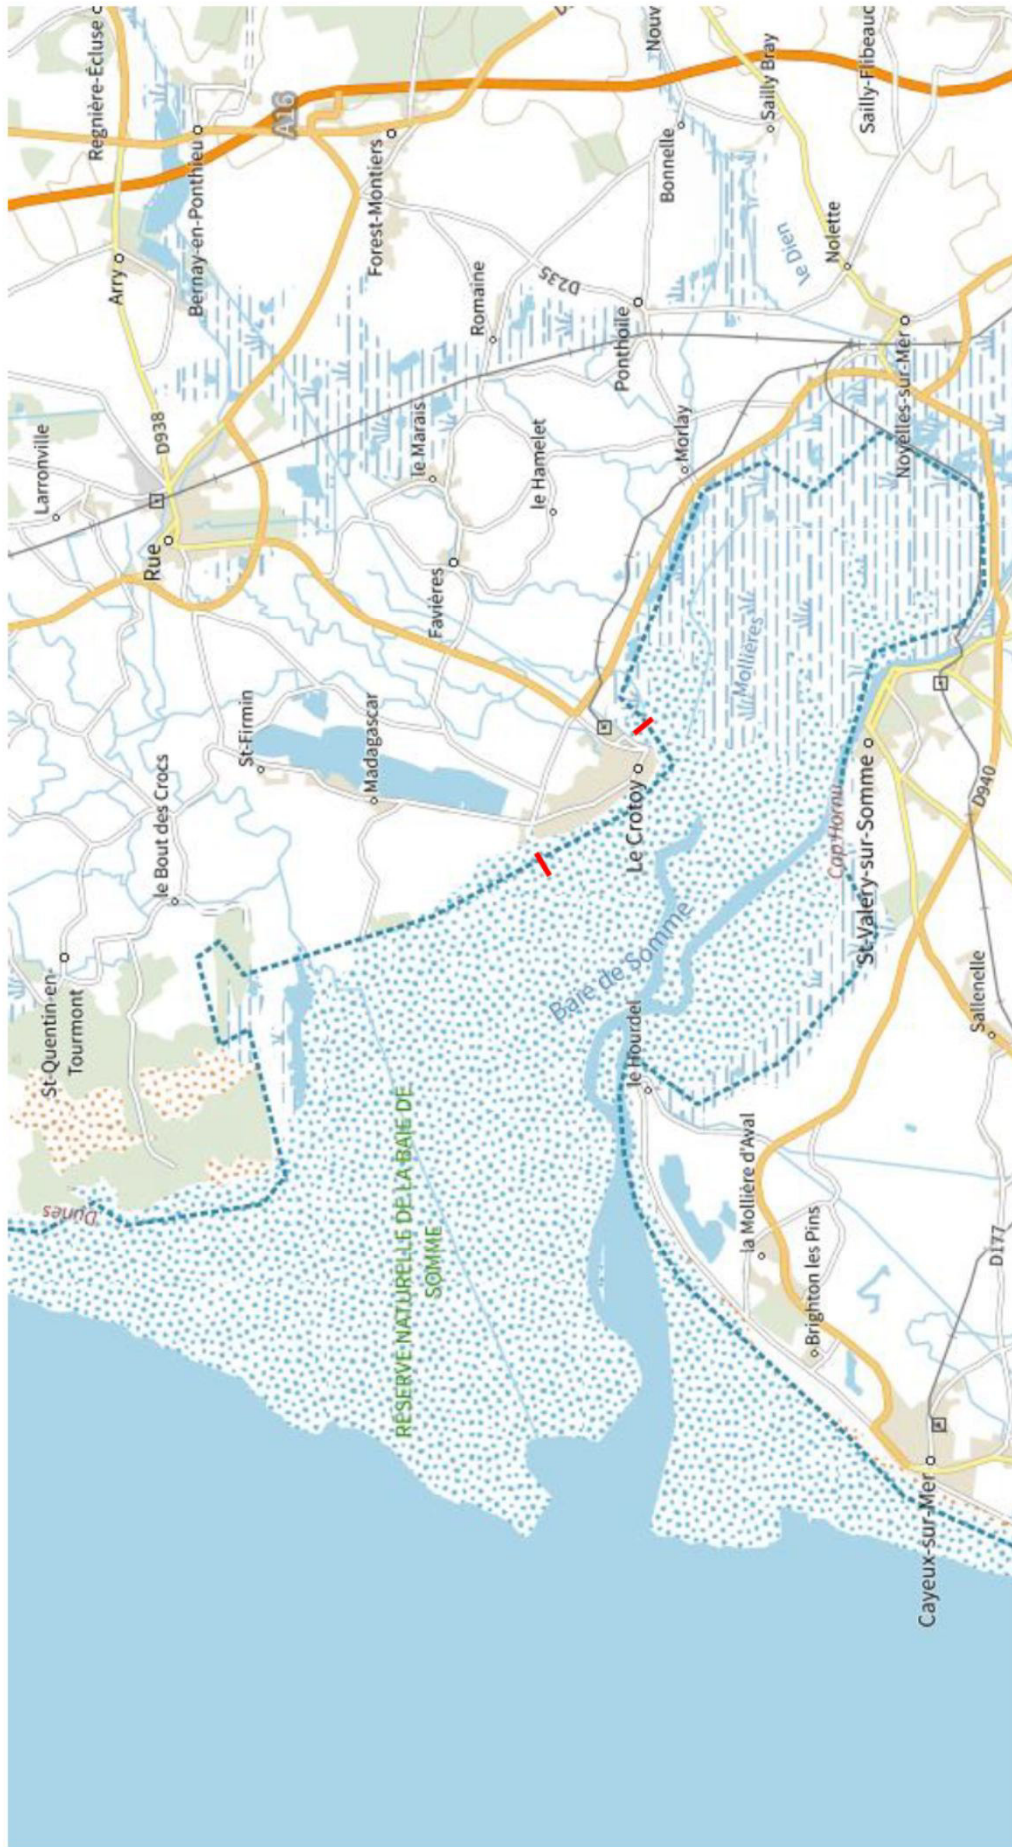 St-Quentin-en-
Tourmont
Larronville
Dunes
Regnière-Écluse
Arry
Rue
le Bout des Crocs
D938
Bernay-en-Ponthieu
St-Firmin
A16
Madagascar
Forest-Montiers
RÉSERVE NATURELLE DE LA BAIE DE
SOMME
le Marais
Favières
Romaine
le Hamelet
D235
Baie de Somme
Ponthoile
le Hourdel
Le Crotoy
Nouv
Bonnelle
Morlay
la Mollière d'Aval
Mollières
Sailly Bray
le Dien
Brighton les Pins
Nolette
Cap Hornu
St-Valery-sur-Somme
Sailly-Flibeauc
Noyelles-sur-Mer
Cayeux-sur-Mer
Sallenelle
D940
D177